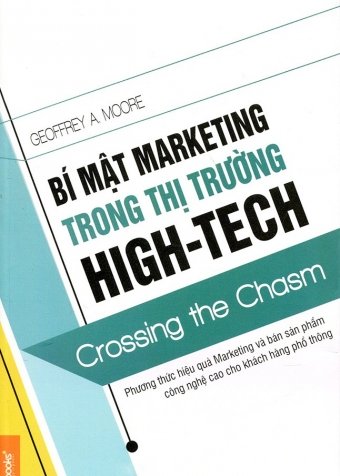 GEOFFREY A. MOORE
BÍ MẬT MARKETING
TRONG THỊ TRƯỜNG
HIGH-TECH
Crossing the Chasm
Phương thức hiệu quả Marketing và bán sản phẩm
công nghệ cao cho khách hàng phổ thông
books®